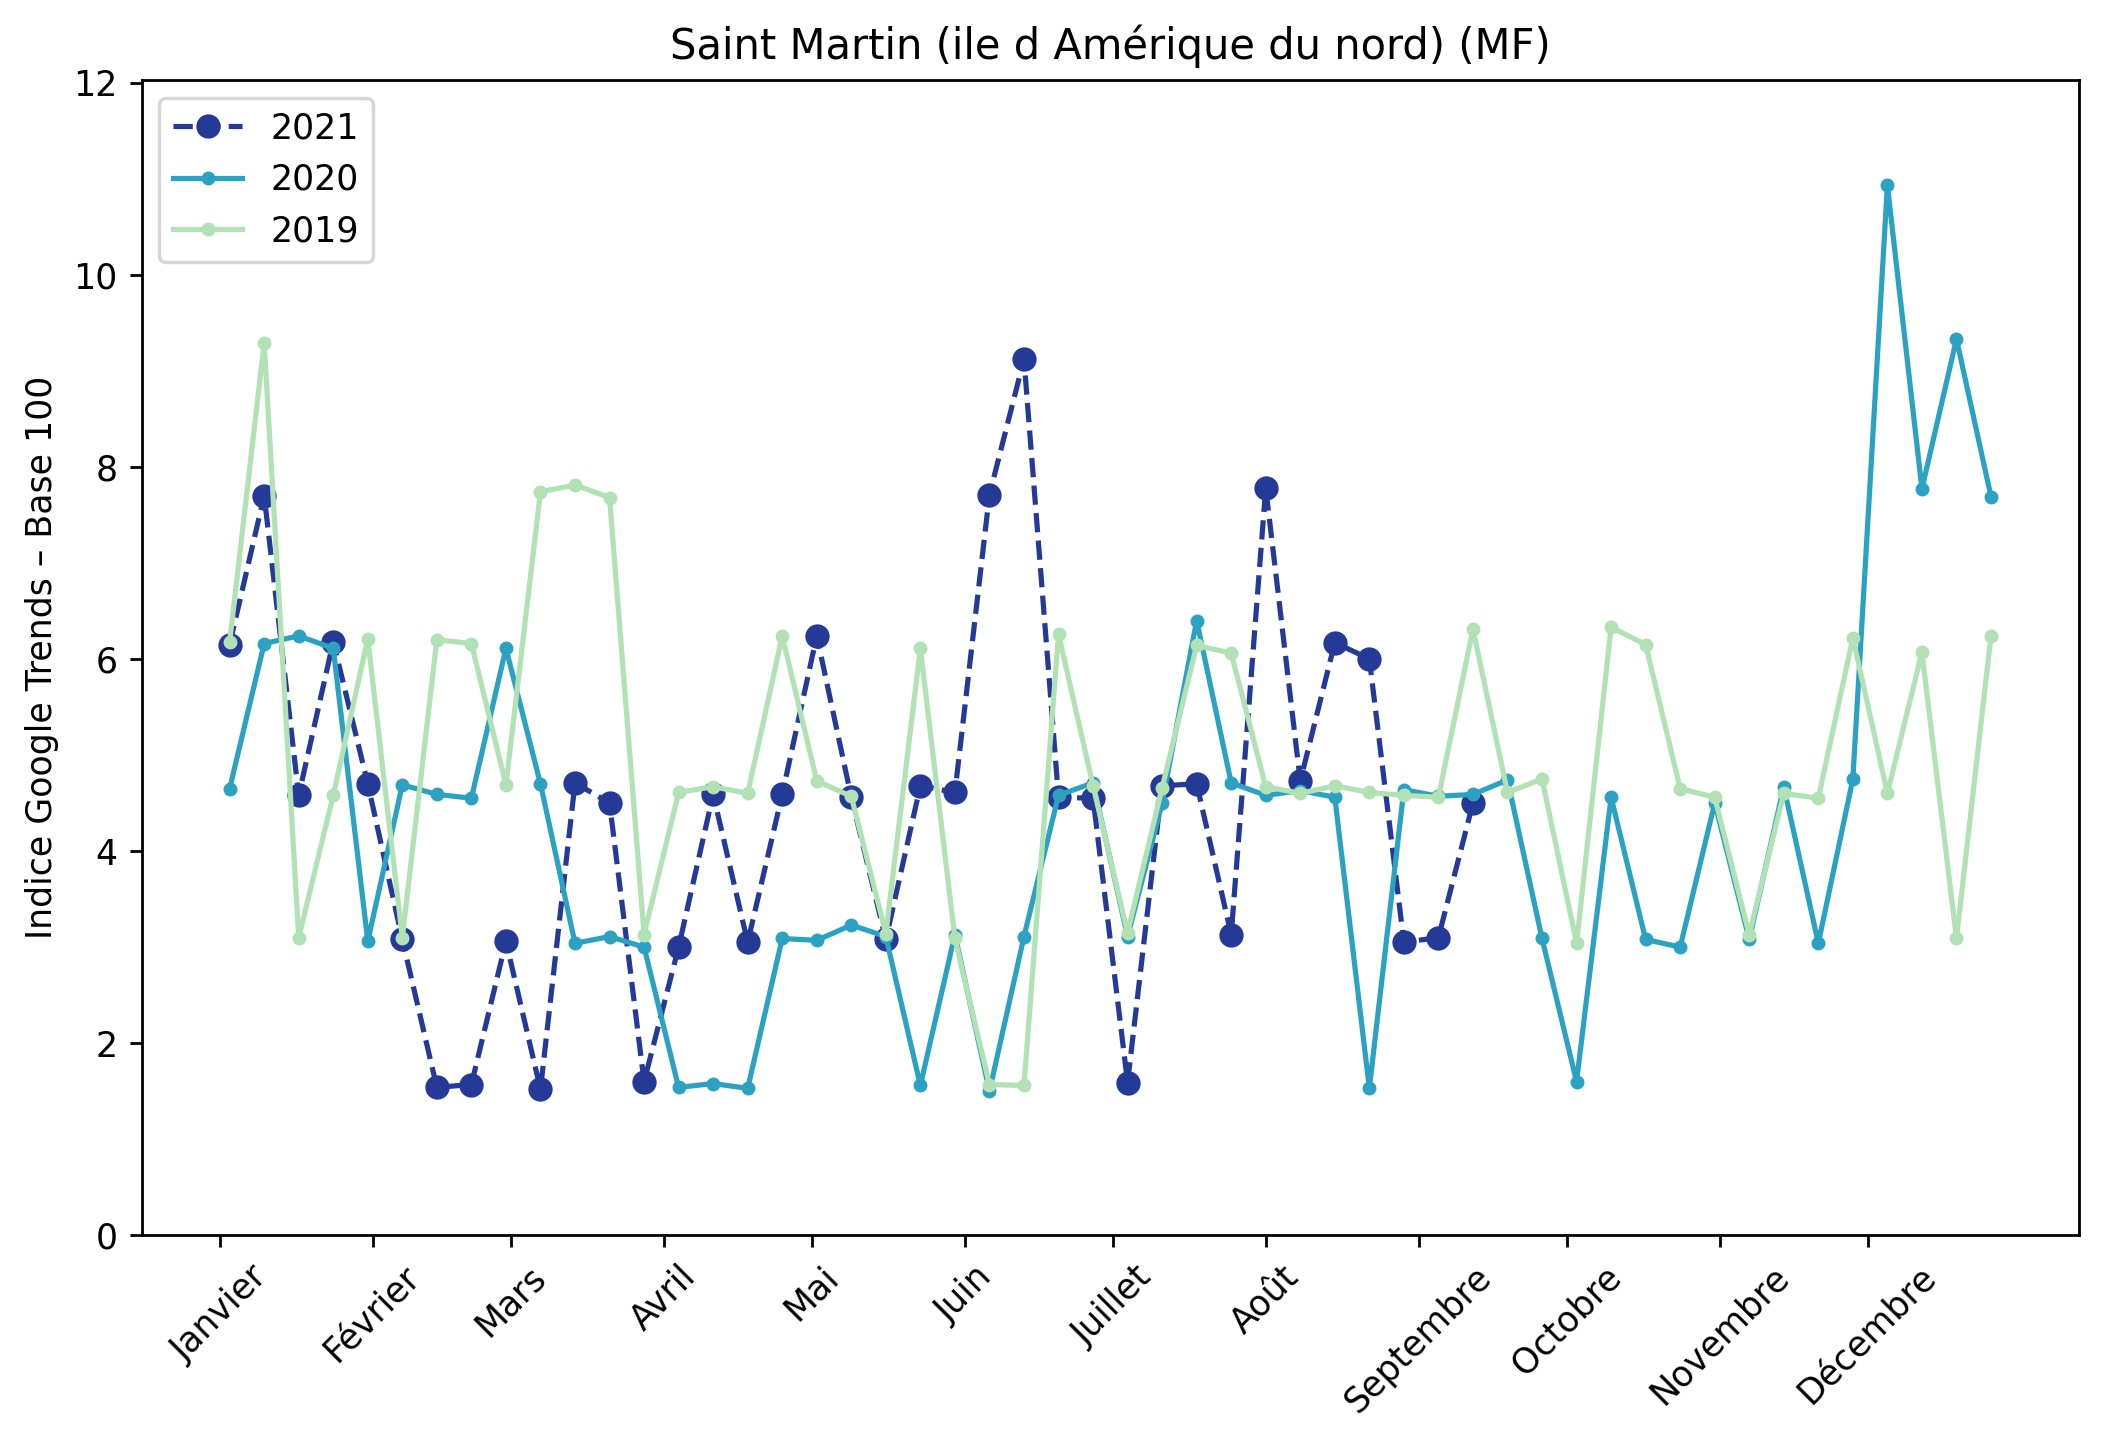 Saint Martin (ile d Amérique du nord) (MF)
2021
2020
2019
Indice Google Trends – Base 100
12
10
8
6
4
2
0
Janvier
Février
Mars
Avril
Mai
Juin
Juillet
Août
Septembre
Octobre
Novembre
Décembre